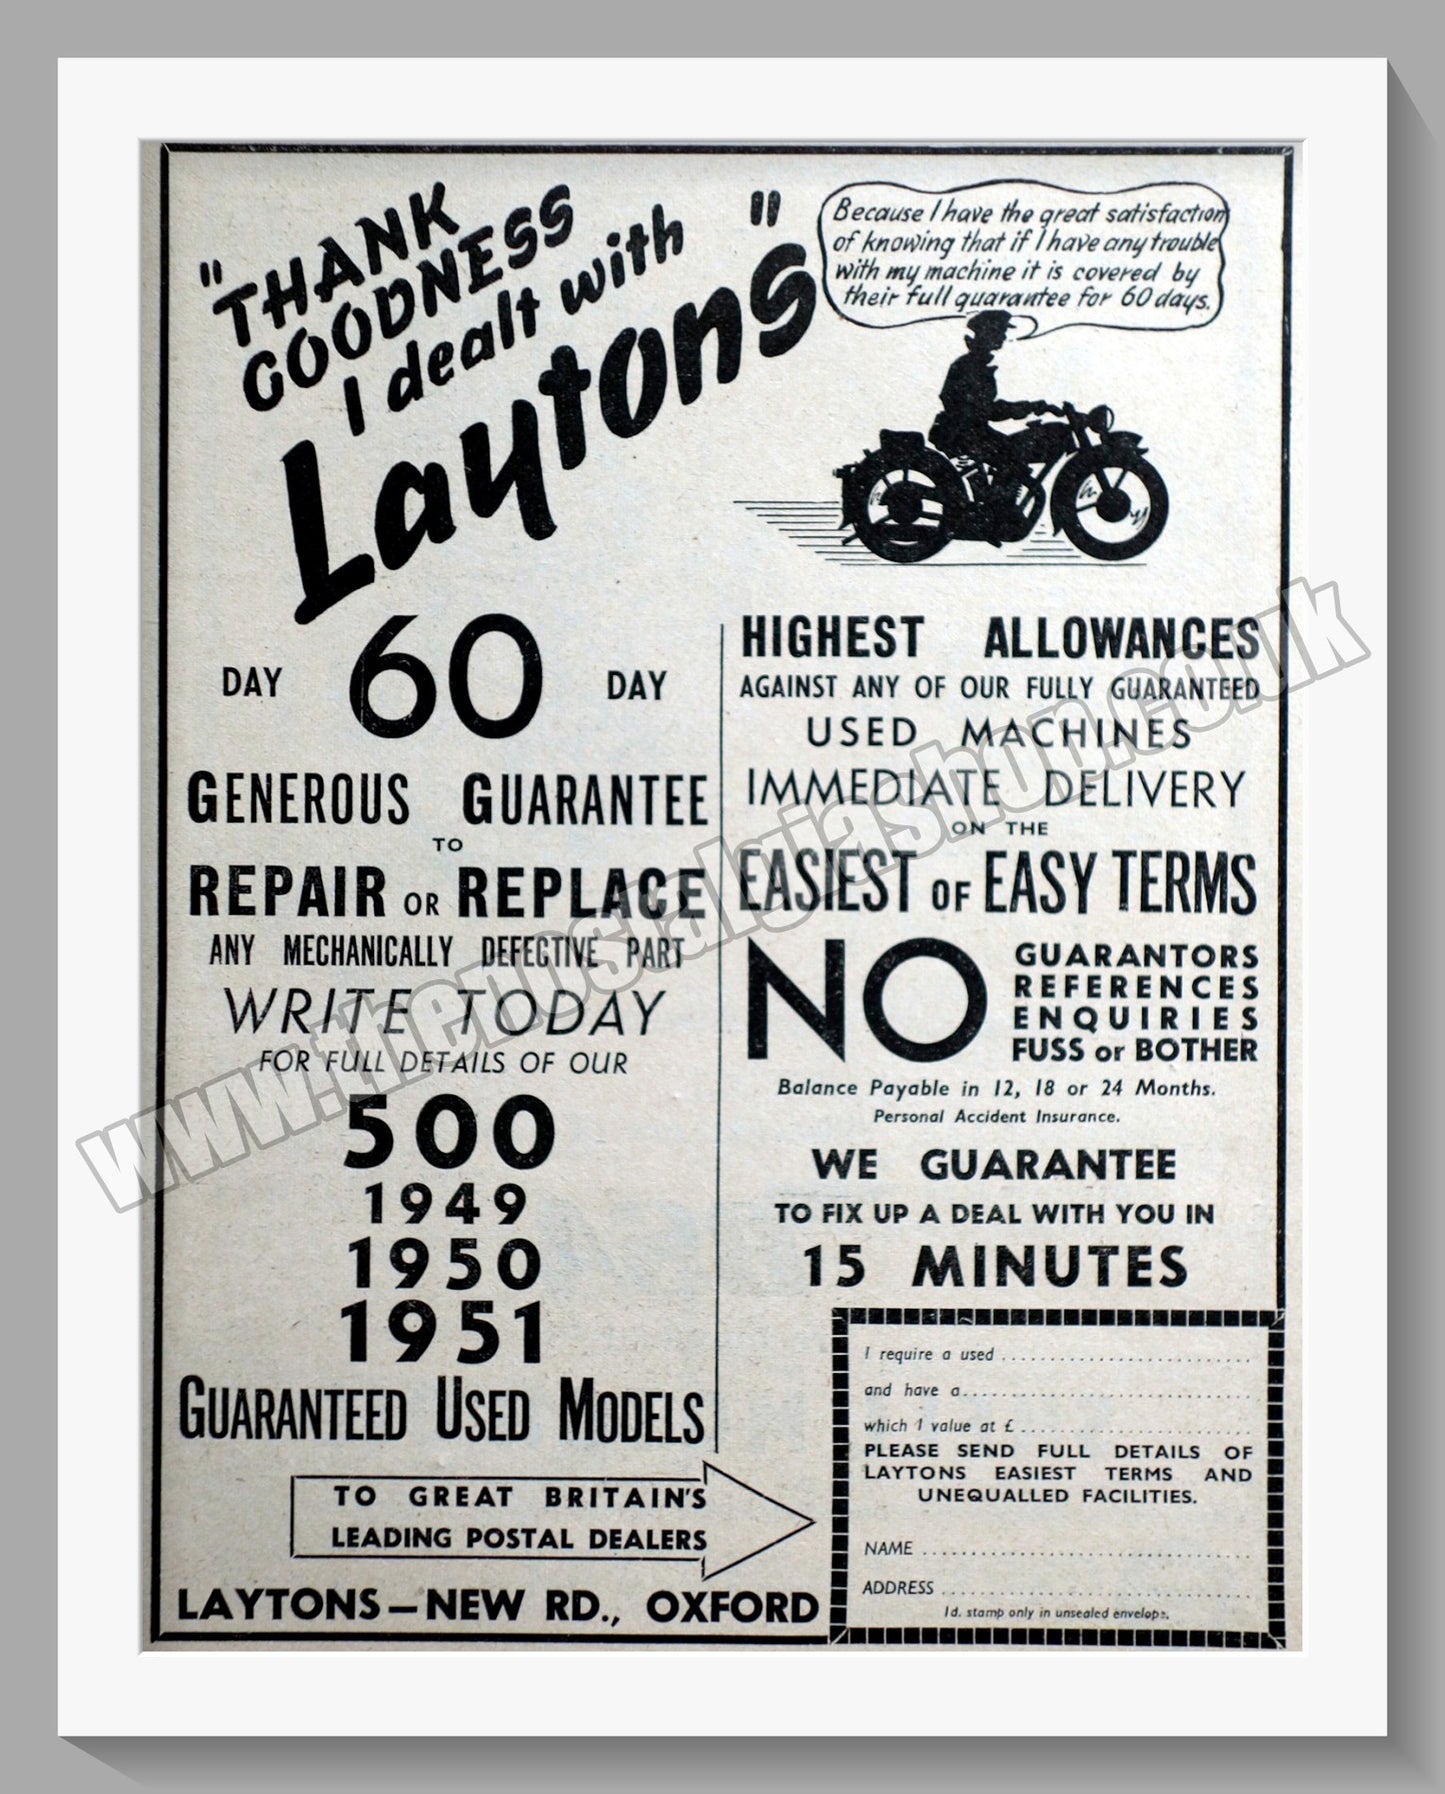 "THANK
GOODNESS
I dealt with
Laytons"
Because I have the great satisfaction
of knowing that if I have any trouble
with my machine it is covered by
their full guarantee for 60 days.
DAY 60 DAY
GENEROUS GUARANTEE
TO
REPAIR OR REPLACE
ANY MECHANICALLY DEFECTIVE PART
WRITE TODAY
FOR FULL DETAILS OF OUR
500
1949
1950
1951
GUARANTEED USED MODELS
TO GREAT BRITAIN'S
LEADING POSTAL DEALERS
LAYTONS – NEW RD., OXFORD
HIGHEST ALLOWANCES
AGAINST ANY OF OUR FULLY GUARANTEED
USED MACHINES
IMMEDIATE DELIVERY
ON THE
EASIEST OF EASY TERMS
NO
GUARANTORS
REFERENCES
ENQUIRIES
FUSS or BOTHER
Balance Payable in 12, 18 or 24 Months.
Personal Accident Insurance.
WE GUARANTEE
TO FIX UP A DEAL WITH YOU IN
15 MINUTES
I require a used ..........................
and have a..............................
which I value at £ ........................
PLEASE SEND FULL DETAILS OF
LAYTONS EASIEST TERMS AND
UNEQUALLED FACILITIES.
NAME ..................................
ADDRESS ................................
1d. stamp only in unsealed envelope.
www.thenostalgiashop.co.uk